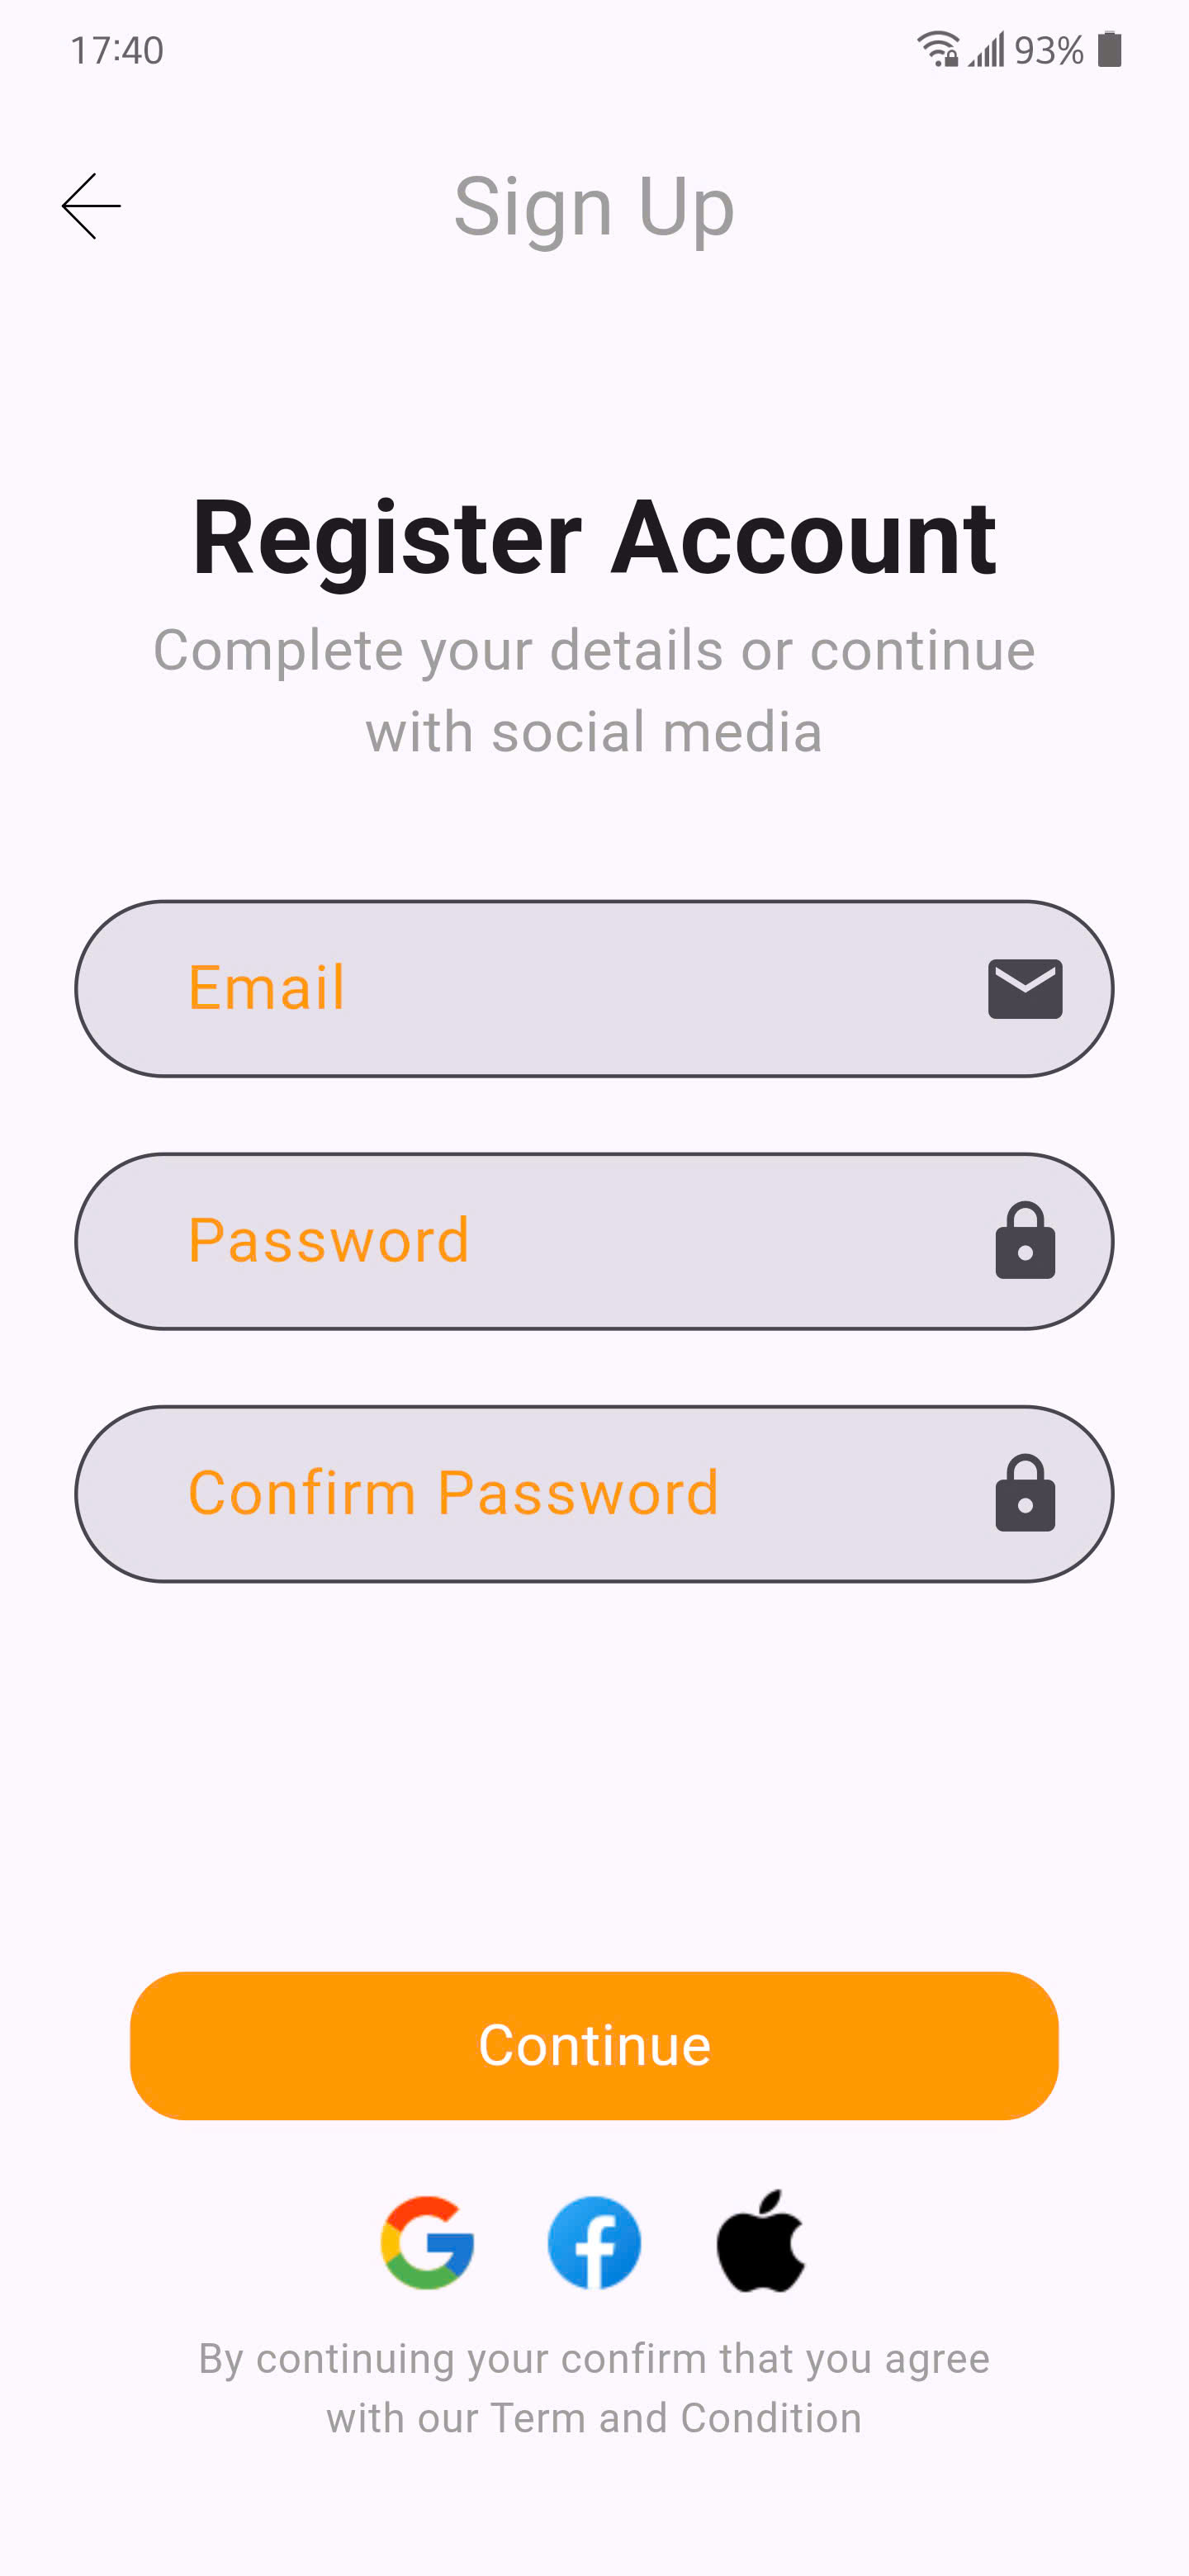 17:40
93%
Sign Up
Register Account
Complete your details or continue
with social media
Email
Password
Confirm Password
Continue
By continuing your confirm that you agree
with our Term and Condition